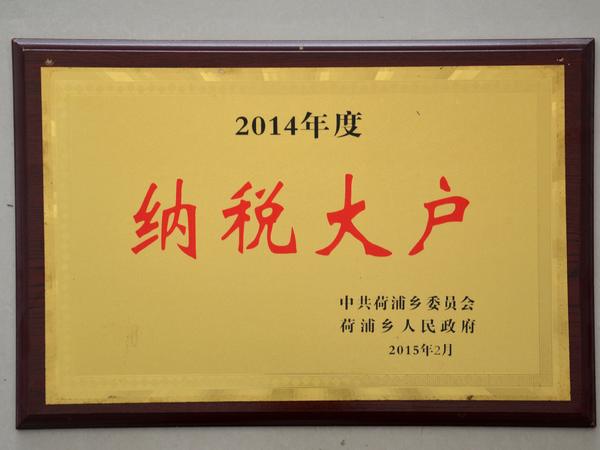 2014年度
纳税大户
中共荷浦乡委员会
荷浦乡人民政府
2015年2月